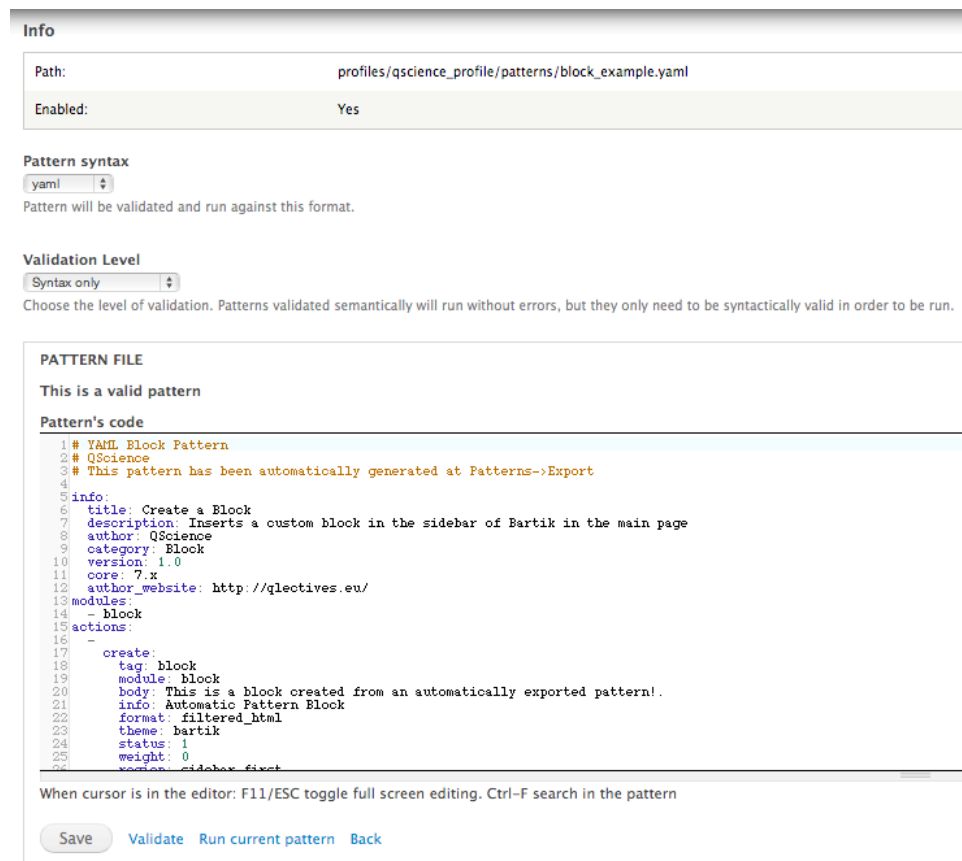 Info
Path: profiles/qscience_profile/patterns/block_example.yaml
Enabled: Yes
Pattern syntax
yaml
Pattern will be validated and run against this format.
Validation Level
Syntax only
Choose the level of validation. Patterns validated semantically will run without errors, but they only need to be syntactically valid in order to be run.
PATTERN FILE
This is a valid pattern
Pattern's code
1 # YAML Block Pattern
2 # QScience
3 # This pattern has been automatically generated at Patterns->Export
4
5 info:
6   title: Create a Block
7   description: Inserts a custom block in the sidebar of Bartik in the main page
8   author: QScience
9   category: Block
10   version: 1.0
11   core: 7.x
12   author_website: http://qlectives.eu/
13 modules:
14   - block
15 actions:
16   -
17     create:
18       tag: block
19       module: block
20       body: This is a block created from an automatically exported pattern!.
21       info: Automatic Pattern Block
22       format: filtered_html
23       theme: bartik
24       status: 1
25       weight: 0
26       region: sidebar_first
When cursor is in the editor: F11/ESC toggle full screen editing. Ctrl-F search in the pattern
Save Validate Run current pattern Back